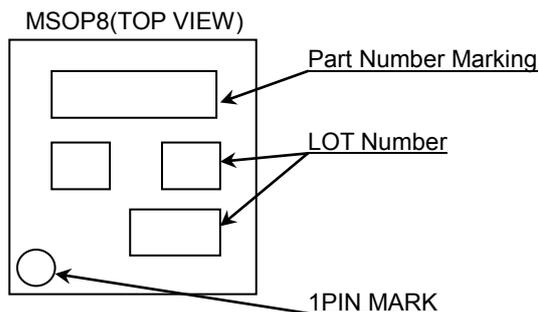 MSOP8(TOP VIEW)
Part Number Marking
LOT Number
1PIN MARK